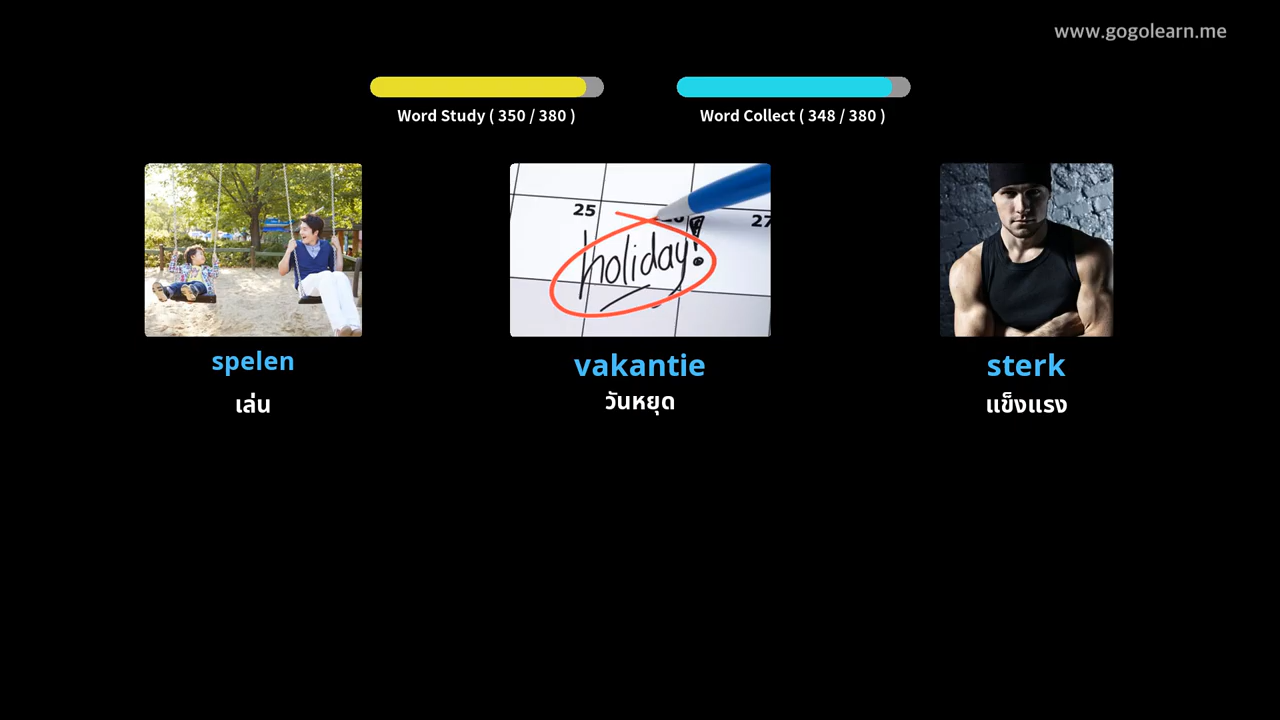 www.gogolearn.me
Word Study ( 350 / 380 )
Word Collect ( 348 / 380 )
25
27
holiday!
spelen
vakantie
sterk
เล่น
วันหยุด
แข็งแรง